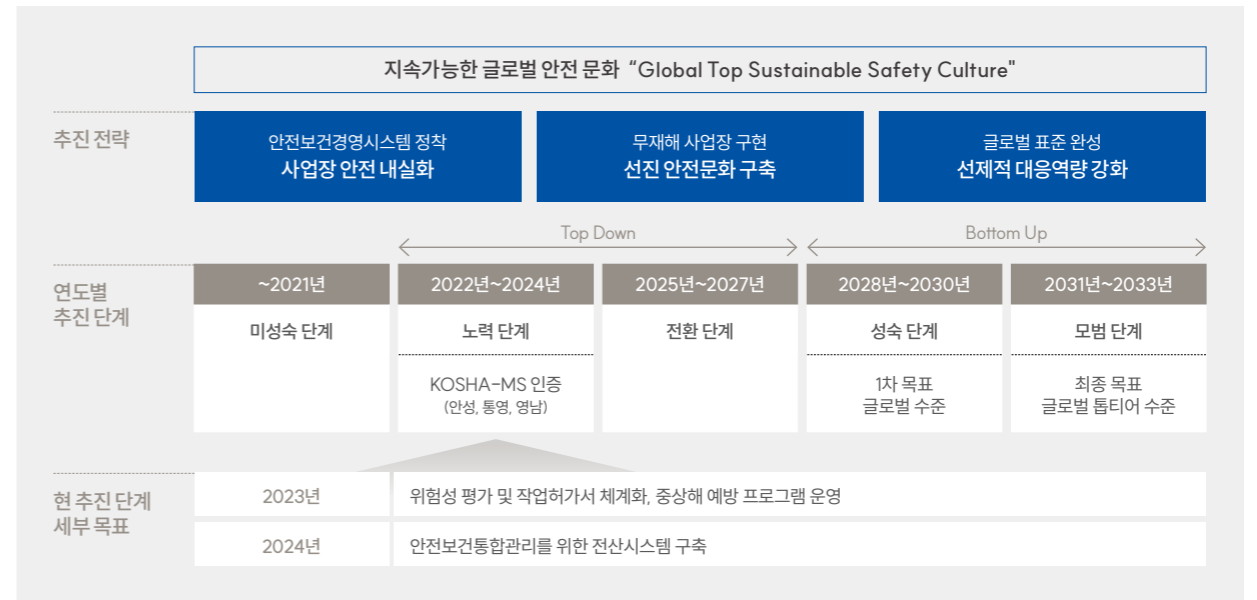 지속가능한 글로벌 안전 문화 “Global Top Sustainable Safety Culture"
추진 전략
안전보건경영시스템 정착
사업장 안전 내실화
무재해 사업장 구현
선진 안전문화 구축
글로벌 표준 완성
선제적 대응역량 강화
Top Down
Bottom Up
연도별
추진 단계
~2021년
2022년~2024년
2025년~2027년
2028년~2030년
2031년~2033년
미성숙 단계
노력 단계
전환 단계
성숙 단계
모범 단계
KOSHA-MS 인증
(안성, 통영, 영남)
1차 목표
글로벌 수준
최종 목표
글로벌 톱티어 수준
현 추진 단계
세부 목표
2023년
위험성 평가 및 작업허가서 체계화, 중상해 예방 프로그램 운영
2024년
안전보건통합관리를 위한 전산시스템 구축